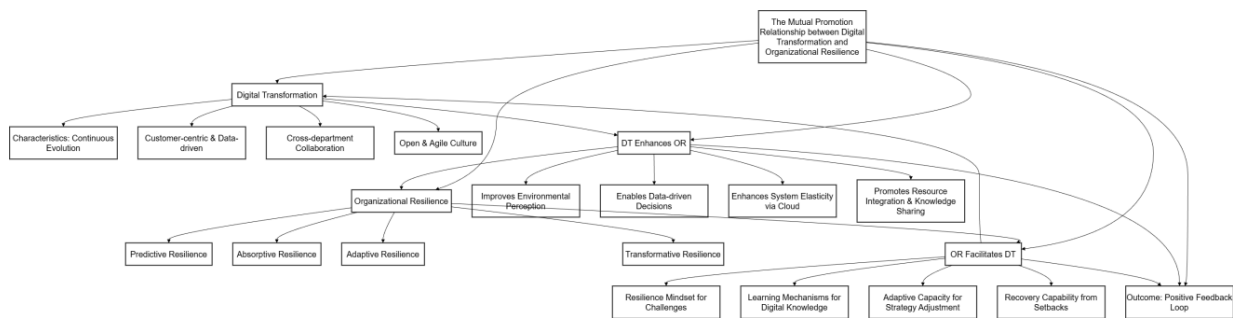 The Mutual Promotion
Relationship between Digital
Transformation and
Organizational Resilience
Digital Transformation
Characteristics: Continuous
Evolution
Customer-centric & Data-
driven
Cross-department
Collaboration
Open & Agile Culture
DT Enhances OR
Organizational Resilience
Improves Environmental
Perception
Enables Data-driven
Decisions
Enhances System Elasticity
via Cloud
Promotes Resource
Integration & Knowledge
Sharing
Predictive Resilience
Absorptive Resilience
Adaptive Resilience
Transformative Resilience
OR Facilitates DT
Resilience Mindset for
Challenges
Learning Mechanisms for
Digital Knowledge
Adaptive Capacity for
Strategy Adjustment
Recovery Capability from
Setbacks
Outcome: Positive Feedback
Loop